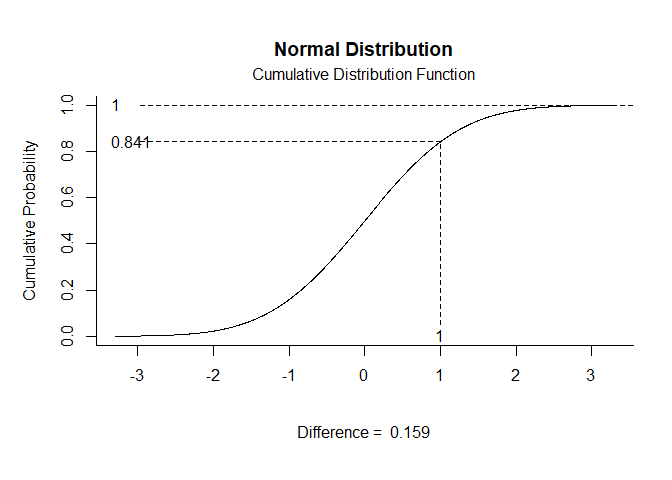 Normal Distribution
Cumulative Distribution Function
Cumulative Probability
1.0
0.8
0.6
0.4
0.2
0.0
1
0.841
1
-3 -2 -1 0 1 2 3
Difference = 0.159